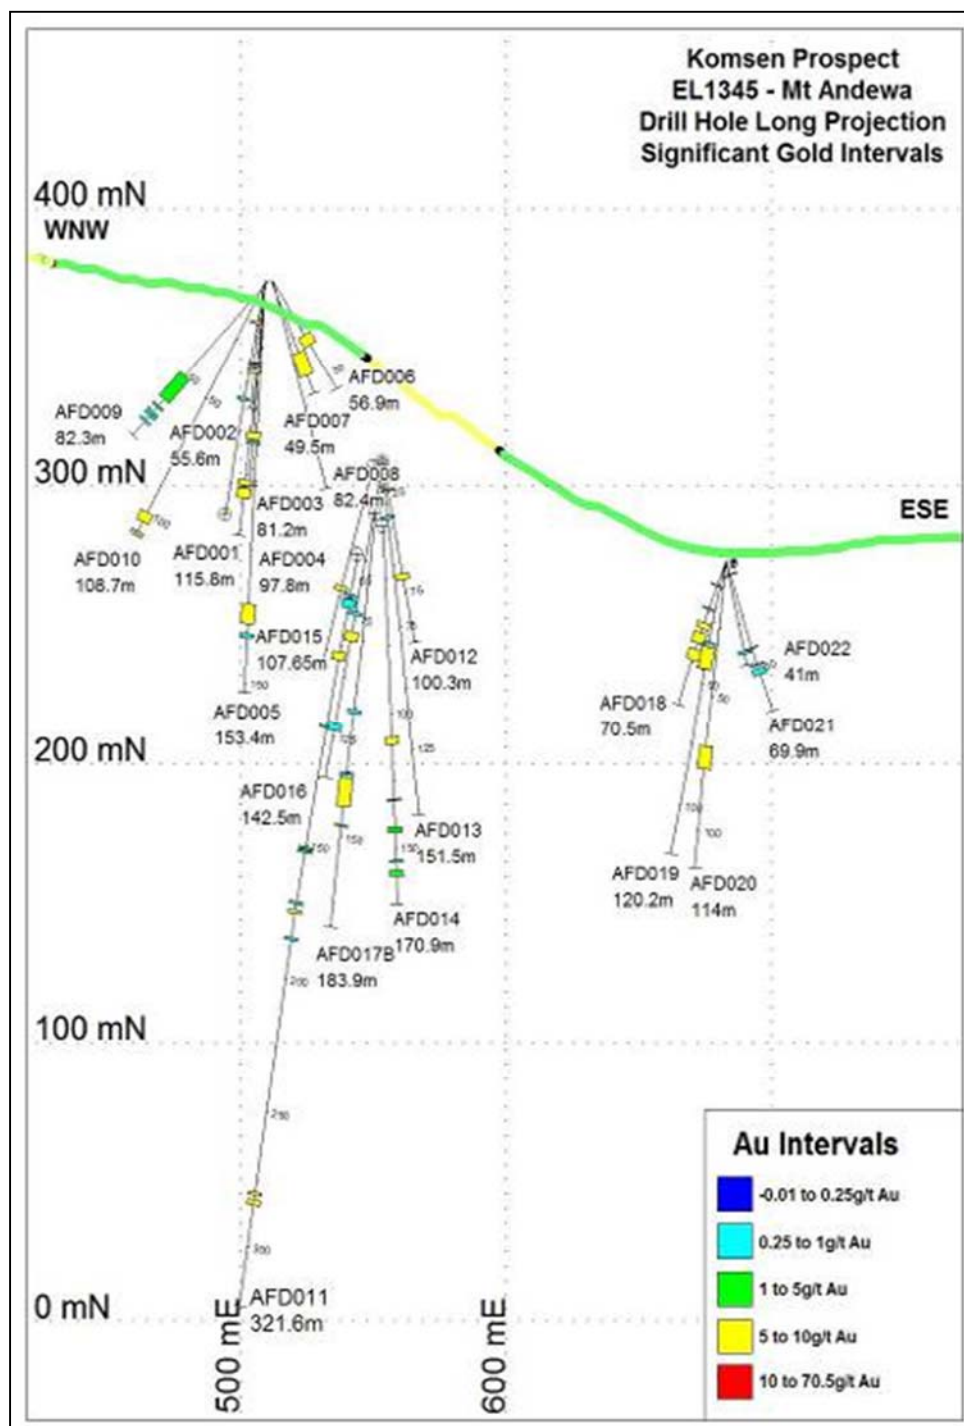 Komsen Prospect
EL1345 - Mt Andewa
Drill Hole Long Projection
Significant Gold Intervals
400 mN
WNW
AFD006
56.9m
AFD009
82.3m
AFD007
49.5m
AFD002
55.6m
300 mN
AFD008
82.4m
AFD003
81.2m
ESE
AFD010
108.7m
AFD001
115.8m
AFD004
97.8m
AFD015
107.65m
AFD012
100.3m
AFD022
41m
AFD005
153.4m
AFD018
70.5m
AFD021
69.9m
200 mN
AFD016
142.5m
AFD013
151.5m
AFD019
120.2m
AFD020
114m
AFD014
170.9m
AFD017B
183.9m
100 mN
0 mN
AFD011
321.6m
500 mE
600 mE
Au Intervals
-0.01 to 0.25g/t Au
0.25 to 1g/t Au
1 to 5g/t Au
5 to 10g/t Au
10 to 70.5g/t Au